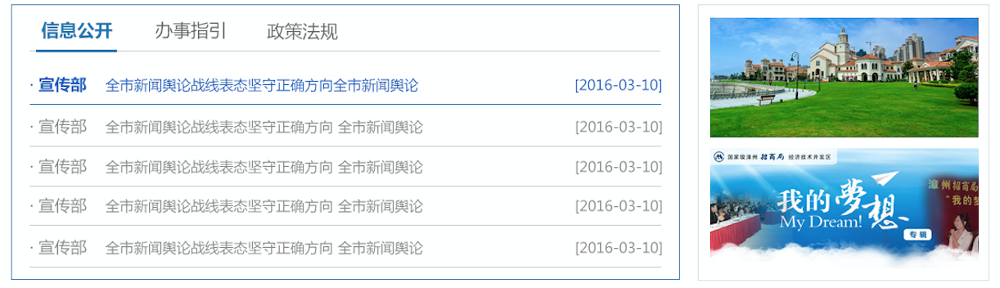 信息公开 办事指引 政策法规
· 宣传部 全市新闻舆论战线表态坚守正确方向全市新闻舆论 [2016-03-10]
· 宣传部 全市新闻舆论战线表态坚守正确方向 全市新闻舆论 [2016-03-10]
· 宣传部 全市新闻舆论战线表态坚守正确方向 全市新闻舆论 [2016-03-10]
· 宣传部 全市新闻舆论战线表态坚守正确方向 全市新闻舆论 [2016-03-10]
· 宣传部 全市新闻舆论战线表态坚守正确方向 全市新闻舆论 [2016-03-10]
国家级漳州 招商局 经济技术开发区
我的夢想
My Dream!
专辑
漳州招商局
"我的